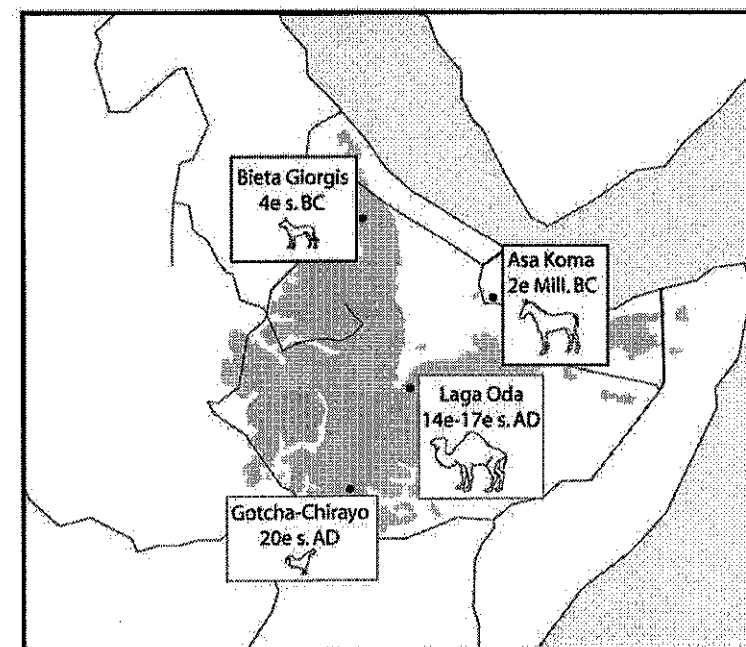 Bieta Giorgis
4e s. BC
Asa Koma
2e Mill. BC
Laga Oda
14e-17e s. AD
Gotcha-Chirayo
20e s. AD